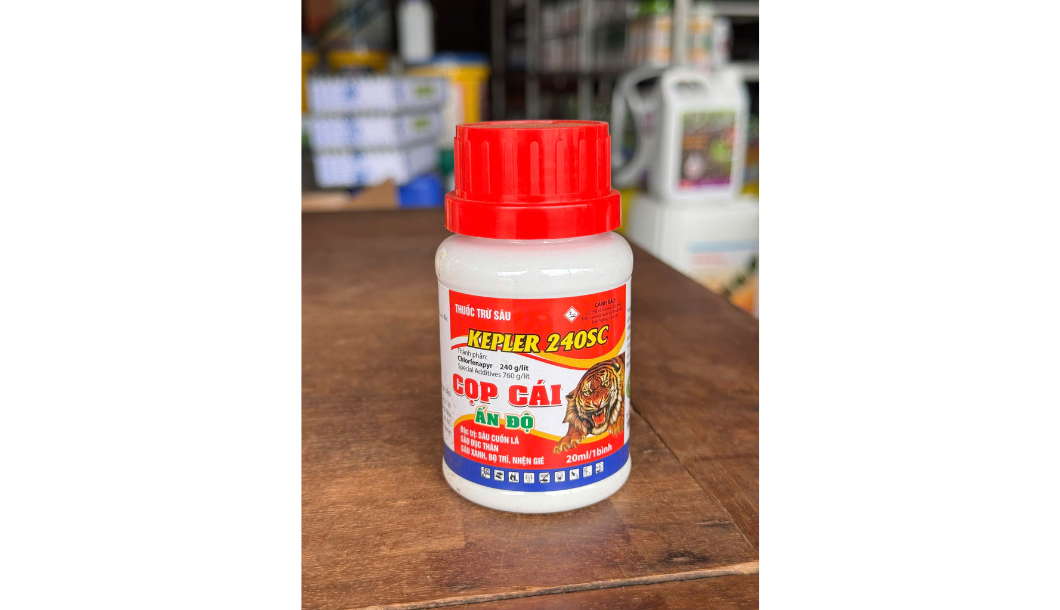 THUỐC TRỪ SÂU
CẢNH BÁO
KEPLER 240SC
Thành phần:
Chlorfenapyr 240 g/lít
Special Additives 760 g/lít
CỌP CÁI
ẤN ĐỘ
Đặc trị: SÂU CUỐN LÁ
SÂU ĐỤC THÂN
SÂU XANH, BỌ TRĨ, NHỆN GIÉ
20ml/1bình